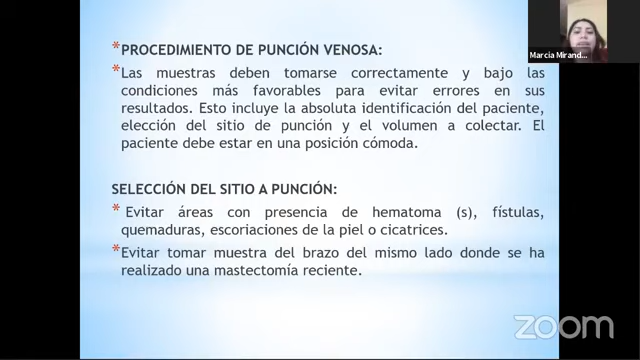 Marcia Mirand...
*PROCEDIMIENTO DE PUNCIÓN VENOSA:
*Las muestras deben tomarse correctamente y bajo las
condiciones más favorables para evitar errores en sus
resultados. Esto incluye la absoluta identificación del paciente,
elección del sitio de punción y el volumen a colectar. El
paciente debe estar en una posición cómoda.
SELECCIÓN DEL SITIO A PUNCIÓN:
* Evitar áreas con presencia de hematoma (s), fístulas,
quemaduras, escoriaciones de la piel o cicatrices.
*Evitar tomar muestra del brazo del mismo lado donde se ha
realizado una mastectomía reciente.
zoom